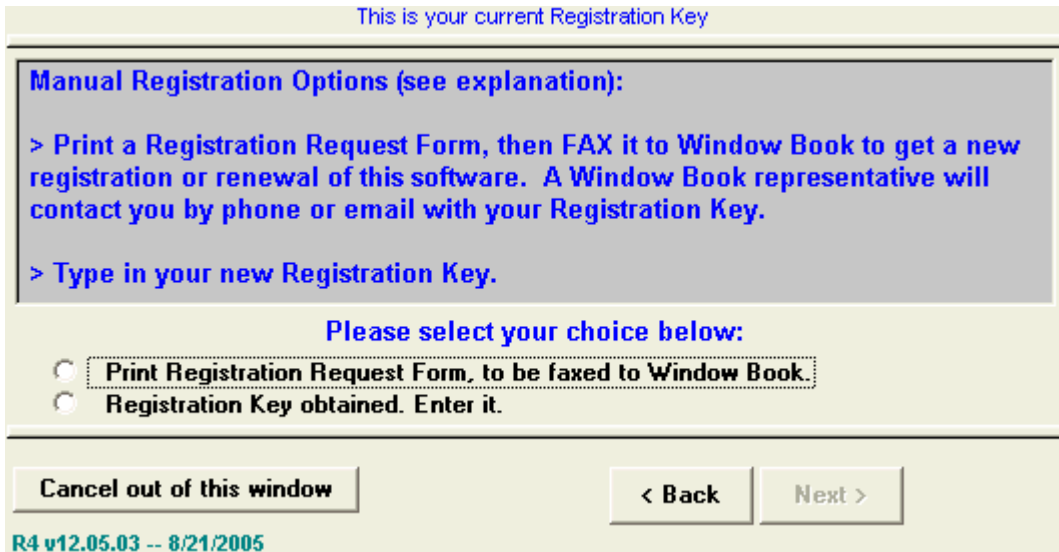 This is your current Registration Key
Manual Registration Options (see explanation):
> Print a Registration Request Form, then FAX it to Window Book to get a new
registration or renewal of this software.  A Window Book representative will
contact you by phone or email with your Registration Key.
> Type in your new Registration Key.
Please select your choice below:
Print Registration Request Form, to be faxed to Window Book.
Registration Key obtained. Enter it.
Cancel out of this window
< Back
Next >
R4 v12.05.03 -- 8/21/2005